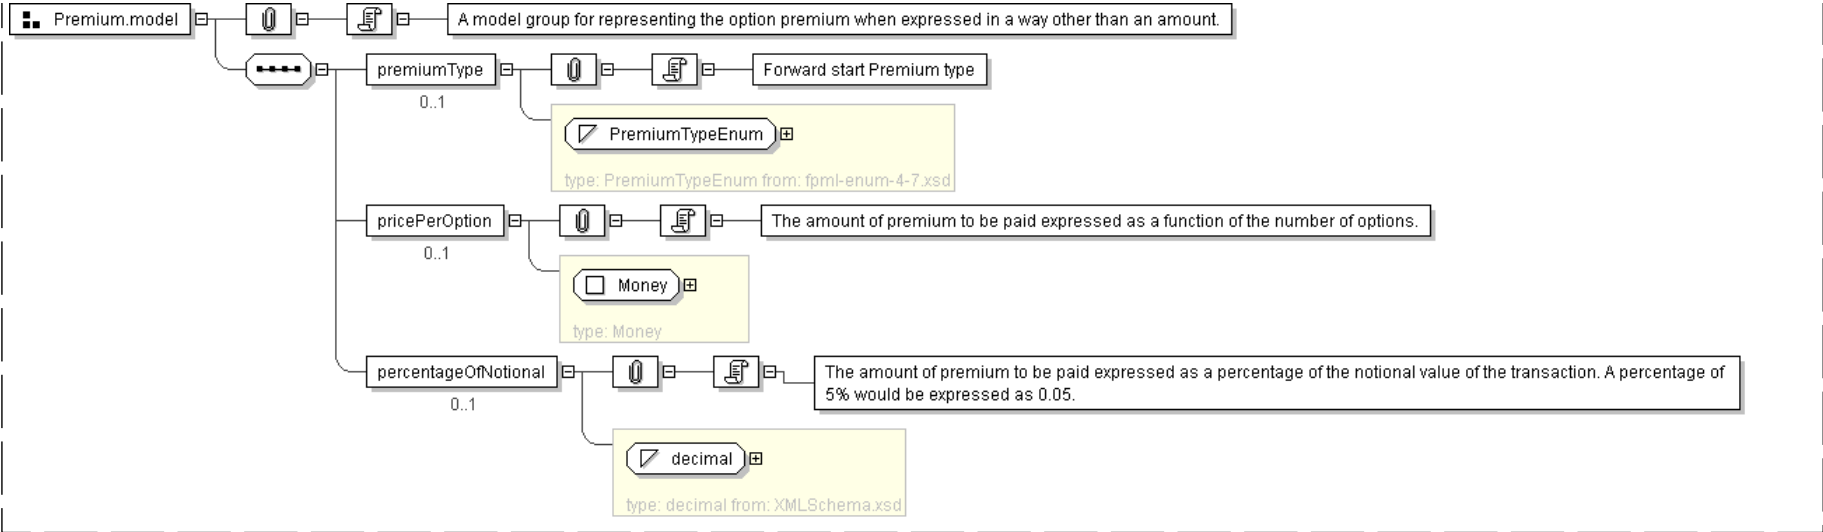 Premium.model
A model group for representing the option premium when expressed in a way other than an amount.
premiumType
Forward start Premium type
0..1
PremiumTypeEnum
type: PremiumTypeEnum from: fpml-enum-4-7.xsd
pricePerOption
The amount of premium to be paid expressed as a function of the number of options.
0..1
Money
type: Money
percentageOfNotional
The amount of premium to be paid expressed as a percentage of the notional value of the transaction. A percentage of
5% would be expressed as 0.05.
0..1
decimal
type: decimal from: XMLSchema.xsd